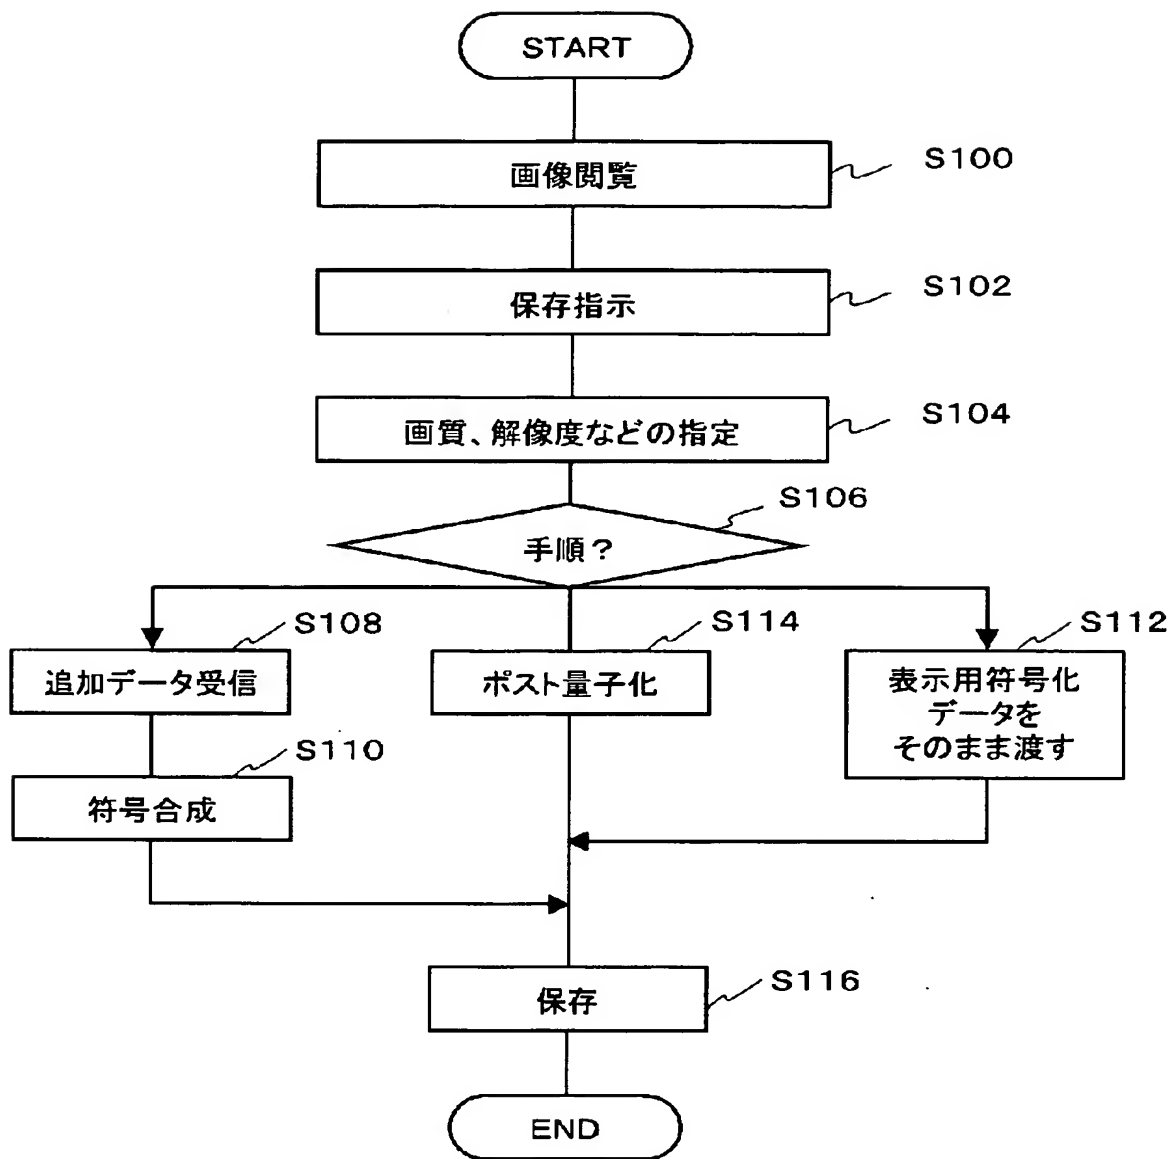 START
画像閲覧
S100
保存指示
S102
画質、解像度などの指定
S104
手順？
S106
追加データ受信
S108
ポスト量子化
S114
表示用符号化
データを
そのまま渡す
S112
符号合成
S110
保存
S116
END